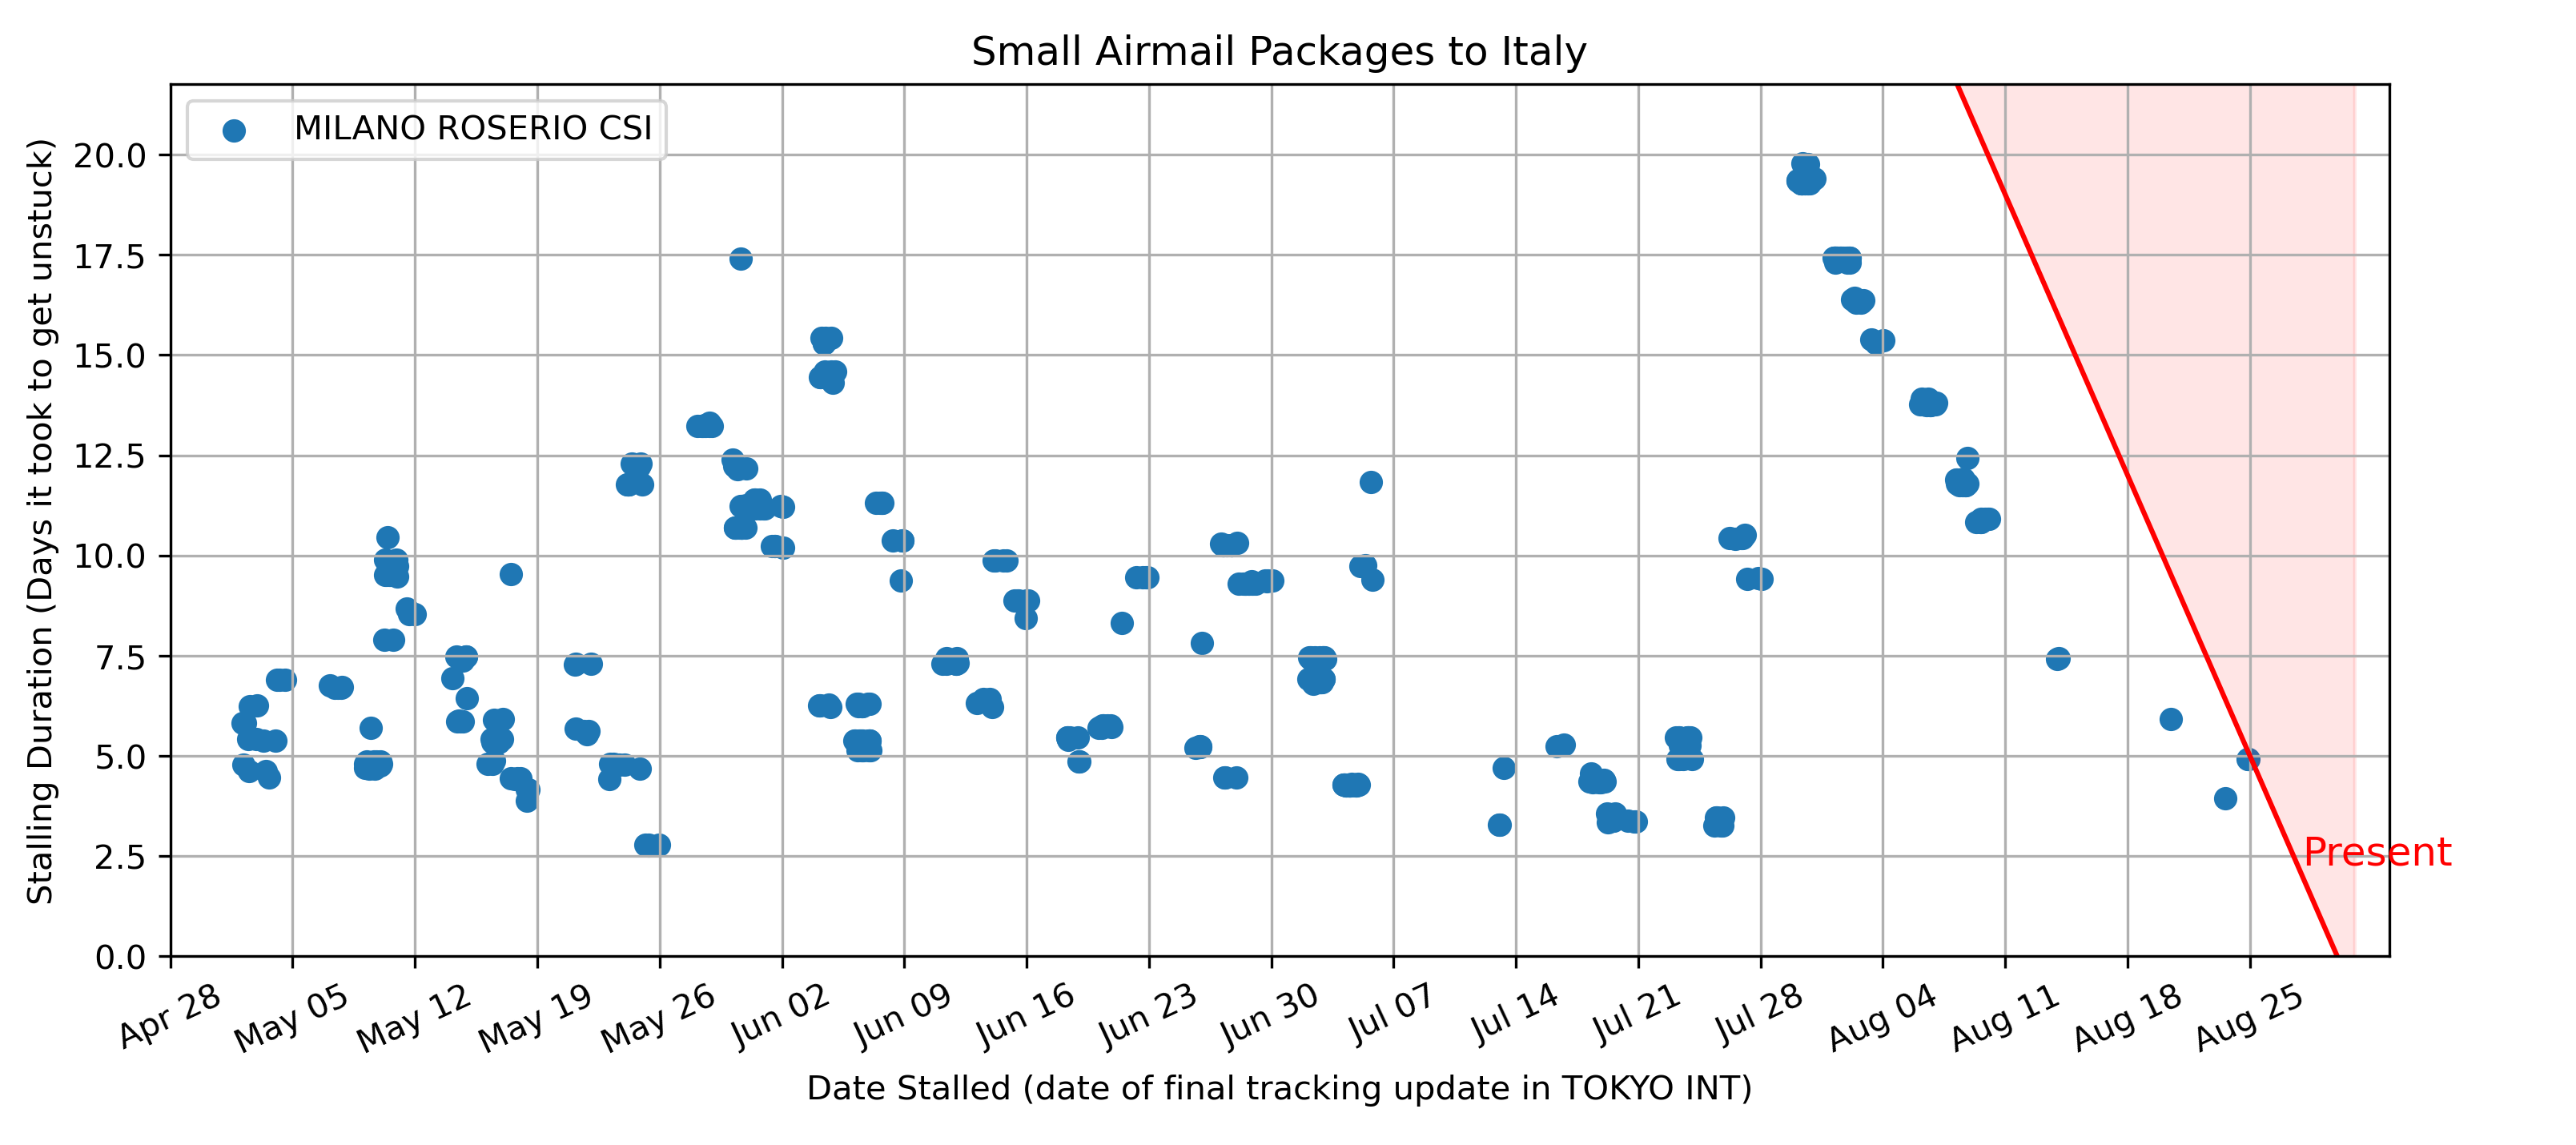 Small Airmail Packages to Italy
MILANO ROSERIO CSI
Stalling Duration (Days it took to get unstuck)
20.0
17.5
15.0
12.5
10.0
7.5
5.0
2.5
0.0
Present
Apr 28
May 05
May 12
May 19
May 26
Jun 02
Jun 09
Jun 16
Jun 23
Jun 30
Jul 07
Jul 14
Jul 21
Jul 28
Aug 04
Aug 11
Aug 18
Aug 25
Date Stalled (date of final tracking update in TOKYO INT)